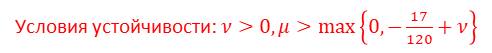 Условия устойчивости: ν > 0, μ > max{0, −17/120 + ν}